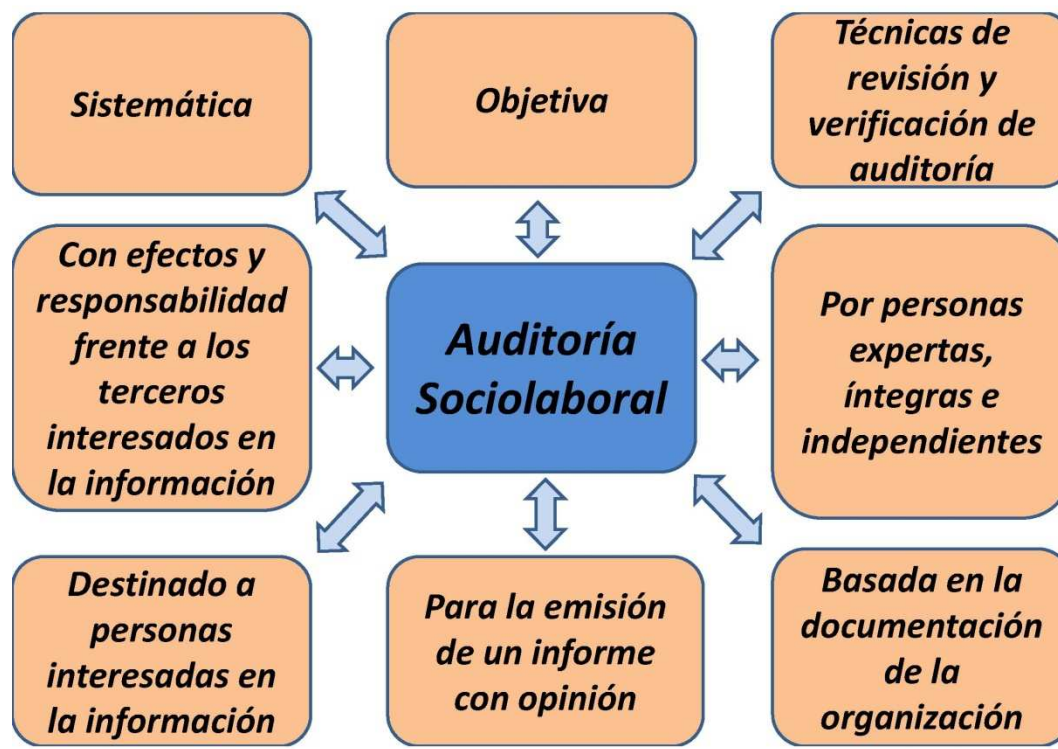 Sistemática
Objetiva
Técnicas de
revisión y
verificación de
auditoría
Con efectos y
responsabilidad
frente a los
terceros
interesados en
la información
Auditoría
Sociolaboral
Por personas
expertas,
íntegras e
independientes
Destinado a
personas
interesadas en
la información
Para la emisión
de un informe
con opinión
Basada en la
documentación
de la
organización